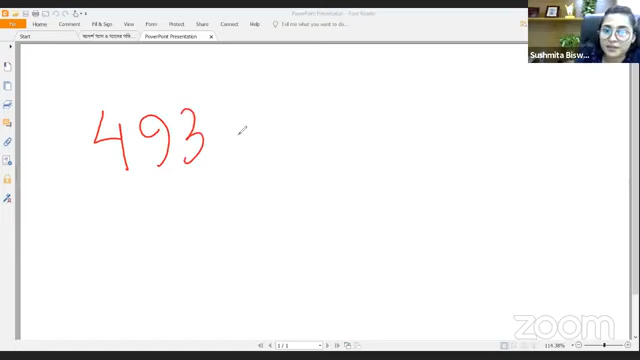 PowerPoint Presentation - Foxit Reader
File Home Comment Fill & Sign Form Protect Connect Share Help Tell me what you want to do...
Start
PowerPoint Presentation
Sushmita Bisw...
493
zoom
1 / 1
114.38%